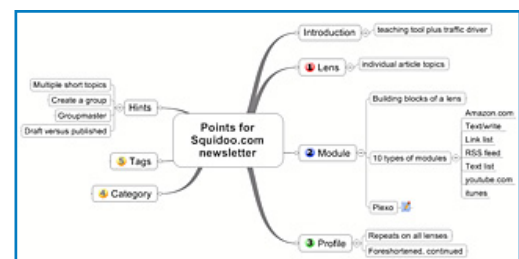 Points for
Squidoo.com
newsletter
Introduction
teaching tool plus traffic driver
1 Lens
individual article topics
2 Module
Building blocks of a lens
10 types of modules
Amazon.com
Text/write
Link list
RSS feed
Text list
youtube.com
itunes
Plexo
3 Profile
Repeats on all lenses
Foreshortened, continued
4 Category
5 Tags
Hints
Multiple short topics
Create a group
Groupmaster
Draft versus published